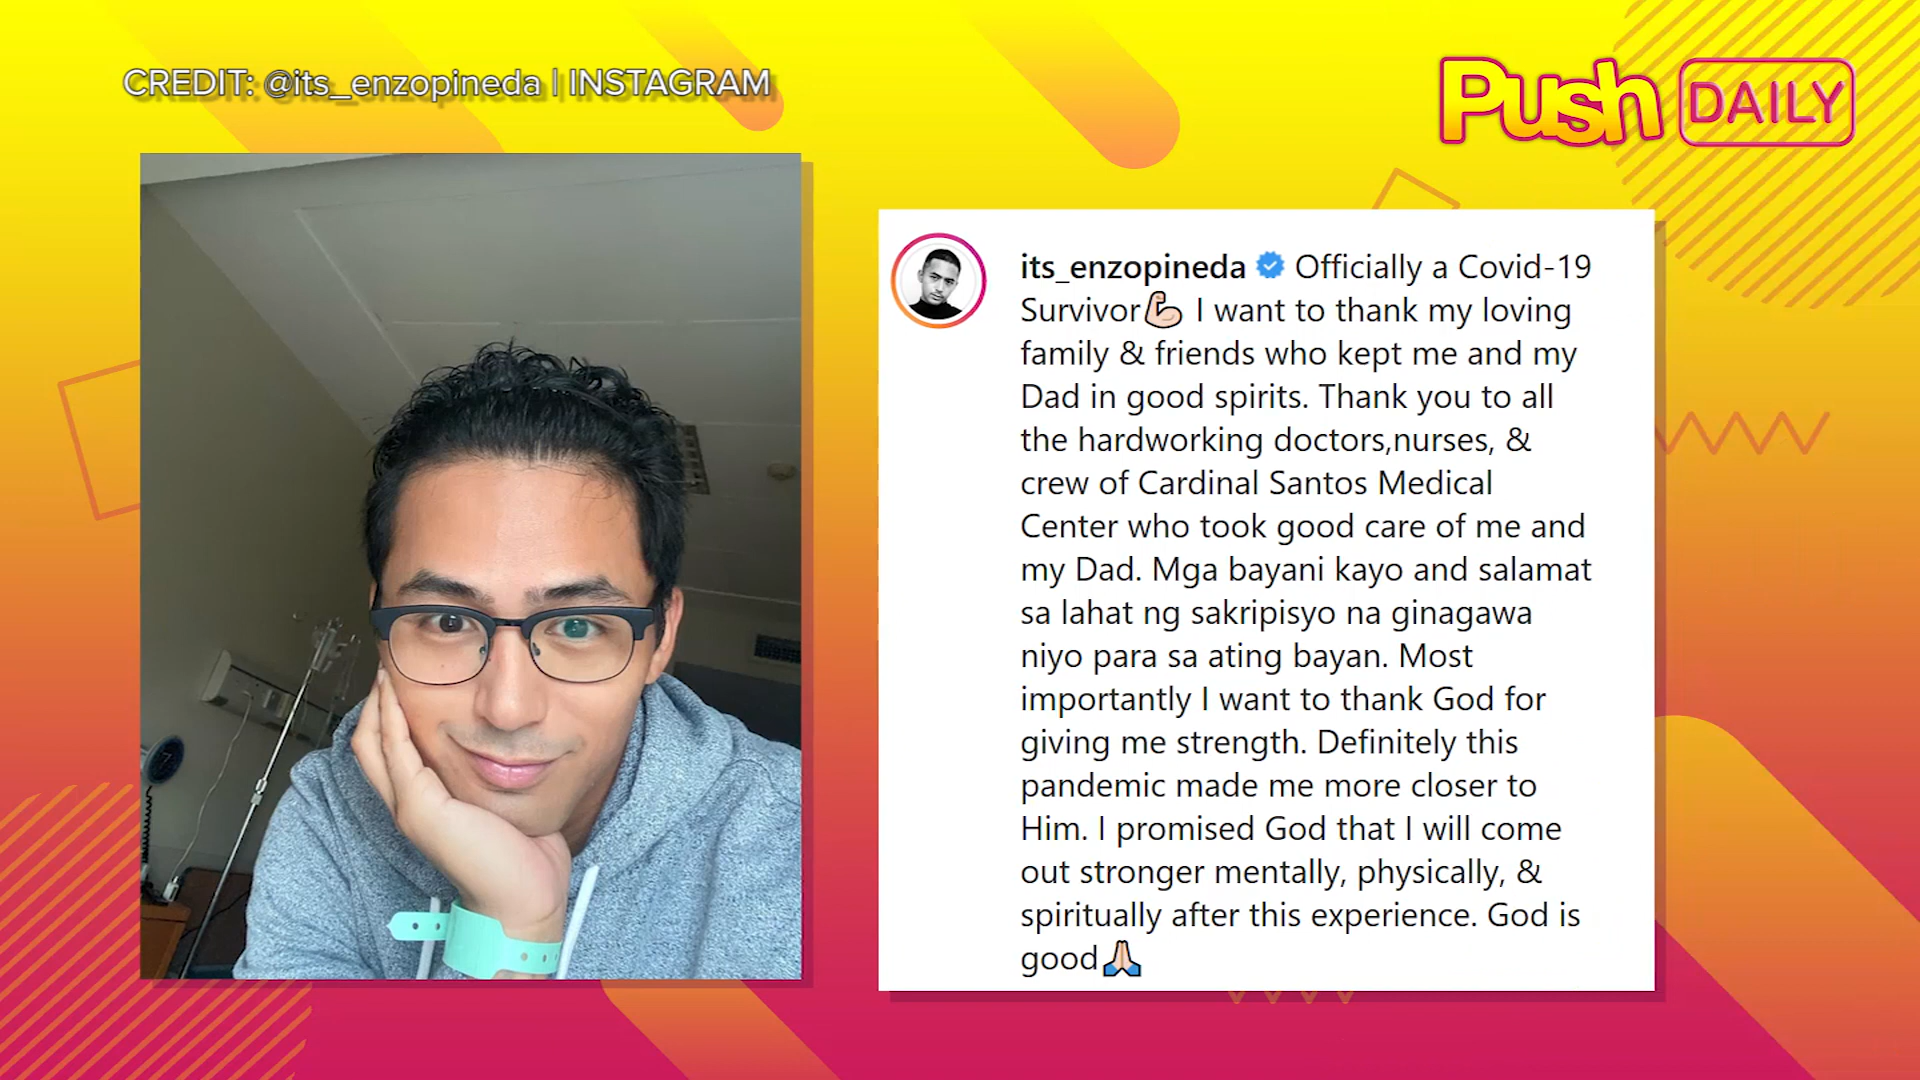 CREDIT: @its_enzopineda | INSTAGRAM
Push DAILY
its_enzopineda Officially a Covid-19
Survivor💪🏻 I want to thank my loving
family & friends who kept me and my
Dad in good spirits. Thank you to all
the hardworking doctors,nurses, &
crew of Cardinal Santos Medical
Center who took good care of me and
my Dad. Mga bayani kayo and salamat
sa lahat ng sakripisyo na ginagawa
niyo para sa ating bayan. Most
importantly I want to thank God for
giving me strength. Definitely this
pandemic made me more closer to
Him. I promised God that I will come
out stronger mentally, physically, &
spiritually after this experience. God is
good🙏🏻